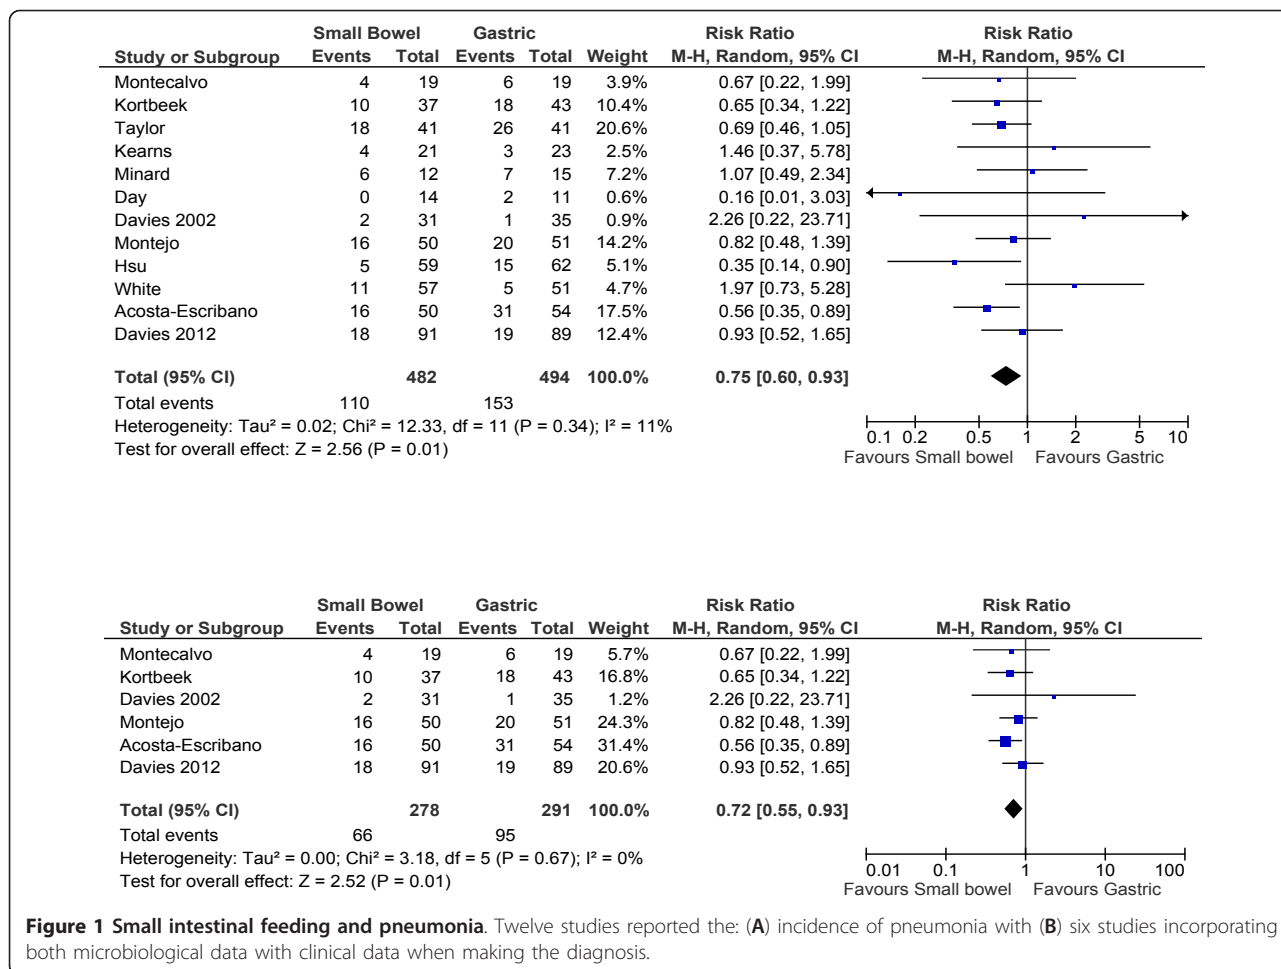 Small Bowel Gastric Risk Ratio Risk Ratio
Study or Subgroup Events Total Events Total Weight M-H, Random, 95% CI M-H, Random, 95% CI
Montecalvo 4 19 6 19 3.9% 0.67 [0.22, 1.99]
Kortbeek 10 37 18 43 10.4% 0.65 [0.34, 1.22]
Taylor 18 41 26 41 20.6% 0.69 [0.46, 1.05]
Kearns 4 21 3 23 2.5% 1.46 [0.37, 5.78]
Minard 6 12 7 15 7.2% 1.07 [0.49, 2.34]
Day 0 14 2 11 0.6% 0.16 [0.01, 3.03]
Davies 2002 2 31 1 35 0.9% 2.26 [0.22, 23.71]
Montejo 16 50 20 51 14.2% 0.82 [0.48, 1.39]
Hsu 5 59 15 62 5.1% 0.35 [0.14, 0.90]
White 11 57 5 51 4.7% 1.97 [0.73, 5.28]
Acosta-Escribano 16 50 31 54 17.5% 0.56 [0.35, 0.89]
Davies 2012 18 91 19 89 12.4% 0.93 [0.52, 1.65]
Total (95% CI) 482 494 100.0% 0.75 [0.60, 0.93]
Total events 110 153
Heterogeneity: Tau² = 0.02; Chi² = 12.33, df = 11 (P = 0.34); I² = 11%
Test for overall effect: Z = 2.56 (P = 0.01)
0.1 0.2 0.5 1 2 5 10
Favours Small bowel Favours Gastric
Small Bowel Gastric Risk Ratio Risk Ratio
Study or Subgroup Events Total Events Total Weight M-H, Random, 95% CI M-H, Random, 95% CI
Montecalvo 4 19 6 19 5.7% 0.67 [0.22, 1.99]
Kortbeek 10 37 18 43 16.8% 0.65 [0.34, 1.22]
Davies 2002 2 31 1 35 1.2% 2.26 [0.22, 23.71]
Montejo 16 50 20 51 24.3% 0.82 [0.48, 1.39]
Acosta-Escribano 16 50 31 54 31.4% 0.56 [0.35, 0.89]
Davies 2012 18 91 19 89 20.6% 0.93 [0.52, 1.65]
Total (95% CI) 278 291 100.0% 0.72 [0.55, 0.93]
Total events 66 95
Heterogeneity: Tau² = 0.00; Chi² = 3.18, df = 5 (P = 0.67); I² = 0%
Test for overall effect: Z = 2.52 (P = 0.01)
0.01 0.1 1 10 100
Favours Small bowel Favours Gastric
Figure 1 Small intestinal feeding and pneumonia. Twelve studies reported the: (A) incidence of pneumonia with (B) six studies incorporating
both microbiological data with clinical data when making the diagnosis.